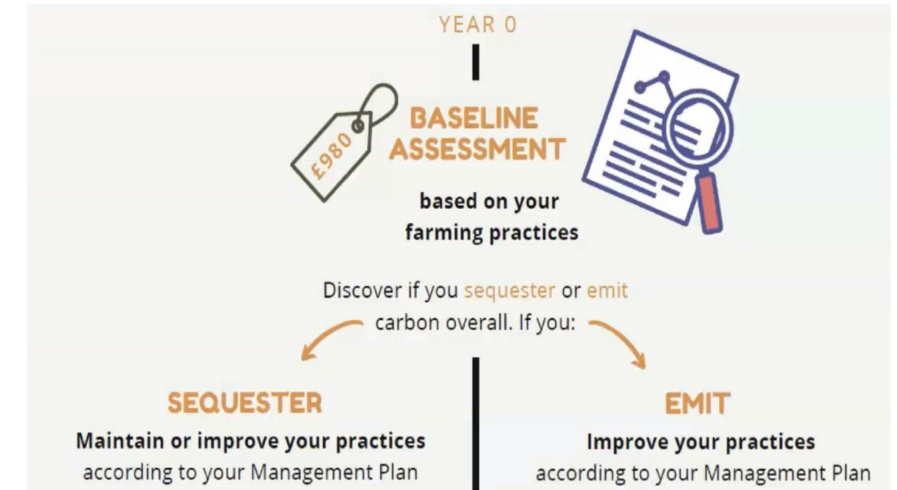 YEAR 0
£980
BASELINE
ASSESSMENT
based on your
farming practices
Discover if you sequester or emit
carbon overall. If you:
SEQUESTER
Maintain or improve your practices
according to your Management Plan
EMIT
Improve your practices
according to your Management Plan